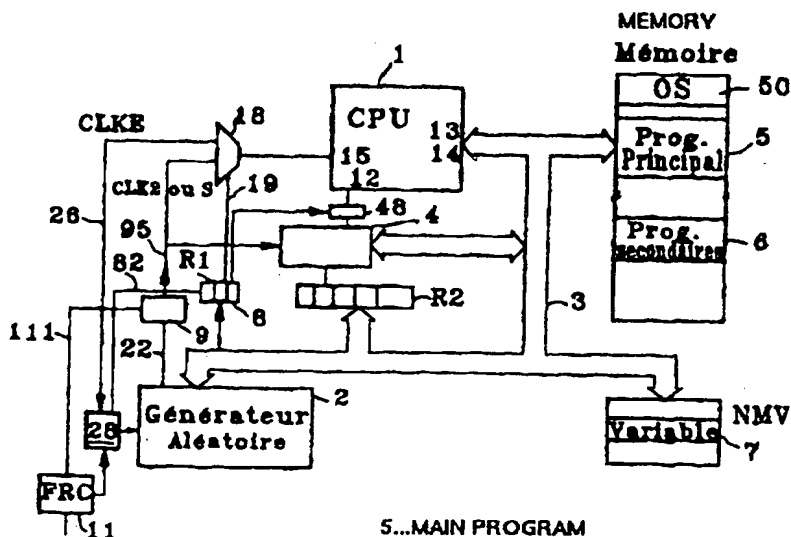 MEMORY
Mémoire
1
OS
50
18
CLKE
CPU
13
5
Prog.
Principal
15
14
19
CLK2 ou S
12
48
26
4
95
Prog.
secondaires
6
R1
82
R2
8
3
111
9
22
2
28
Générateur
Aléatoire
NMV
Variable
7
FRC
11
5...MAIN PROGRAM